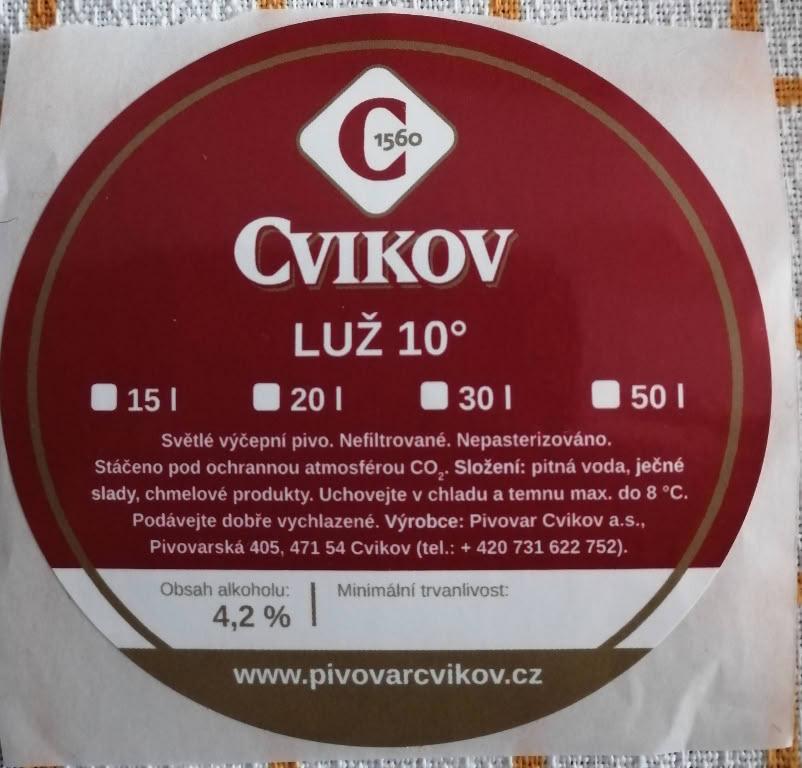 C 1560
CVIKOV
LUŽ 10°
15 l 20 l 30 l 50 l
Světlé výčepní pivo. Nefiltrované. Nepasterizováno.
Stáčeno pod ochrannou atmosférou CO₂. Složení: pitná voda, ječné
slady, chmelové produkty. Uchovejte v chladu a temnu max. do 8 °C.
Podávejte dobře vychlazené. Výrobce: Pivovar Cvikov a.s.,
Pivovarská 405, 471 54 Cvikov (tel.: + 420 731 622 752).
Obsah alkoholu: Minimální trvanlivost:
4,2 %
www.pivovarcvikov.cz